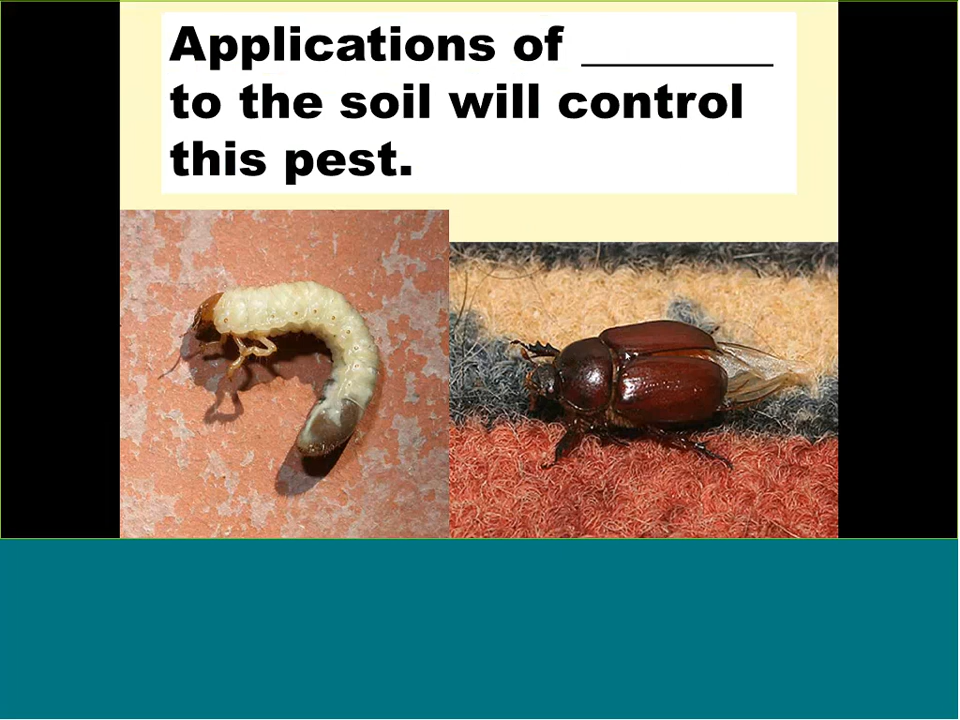 Applications of ________
to the soil will control
this pest.